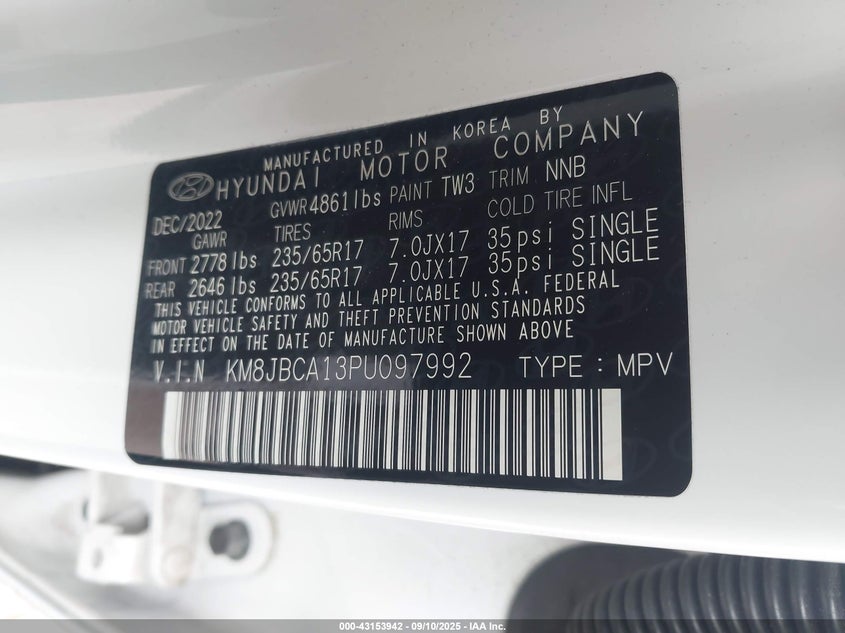 MANUFACTURED IN KOREA BY
HYUNDAI MOTOR COMPANY
DEC/2022 GVWR 4861 lbs PAINT TW3 TRIM NNB
GAWR TIRES RIMS COLD TIRE INFL
FRONT 2778 lbs 235/65R17 7.0JX17 35psi SINGLE
REAR 2646 lbs 235/65R17 7.0JX17 35psi SINGLE
THIS VEHICLE CONFORMS TO ALL APPLICABLE U.S.A. FEDERAL
MOTOR VEHICLE SAFETY AND THEFT PREVENTION STANDARDS
IN EFFECT ON THE DATE OF MANUFACTURE SHOWN ABOVE
V.I.N KM8JBCA13PU097992 TYPE : MPV
000-43153942 - 09/10/2025 - IAA Inc.